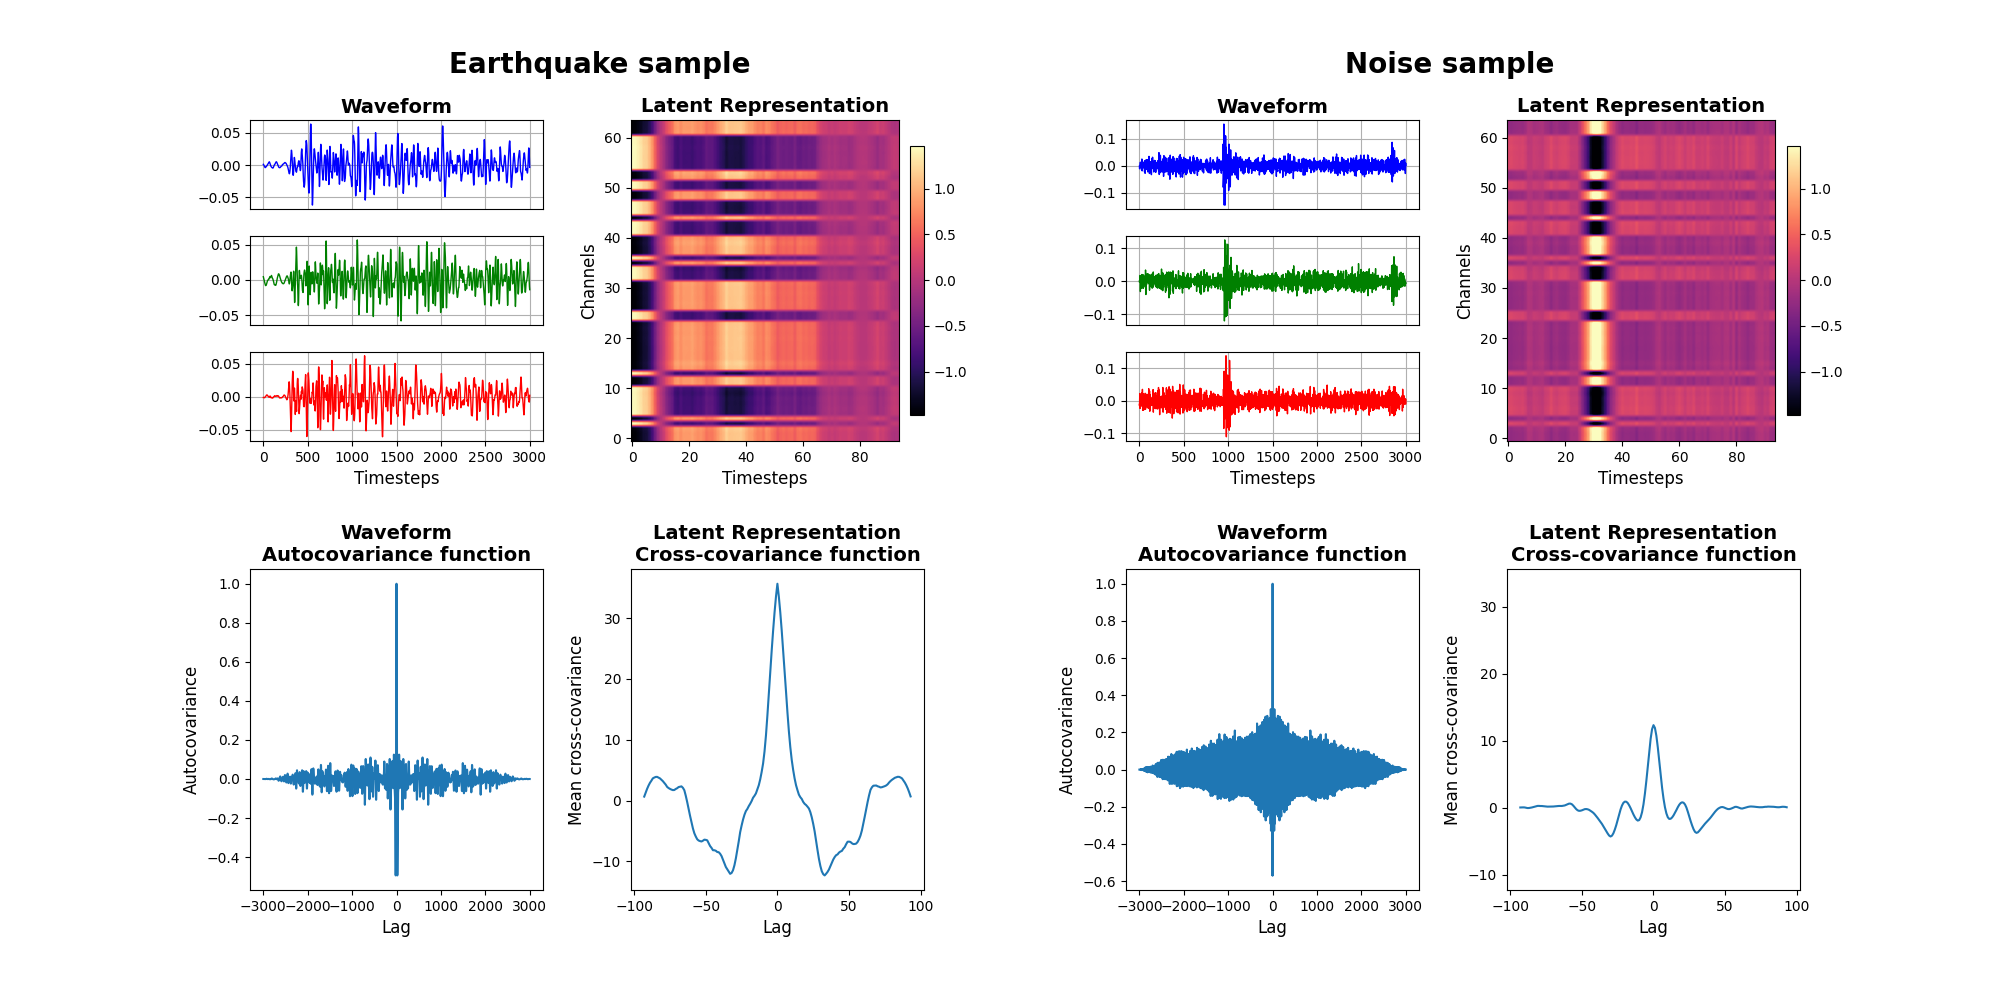 Earthquake sample
Noise sample
Waveform
Latent Representation
Waveform
Latent Representation
0.05
0.00
−0.05
0.05
0.00
−0.05
0.05
0.00
−0.05
0 500 1000 1500 2000 2500 3000
Timesteps
Channels
60
50
40
30
20
10
0
0 20 40 60 80
Timesteps
1.0
0.5
0.0
−0.5
−1.0
0.1
0.0
−0.1
0.1
0.0
−0.1
0.1
0.0
−0.1
0 500 1000 1500 2000 2500 3000
Timesteps
Channels
60
50
40
30
20
10
0
0 20 40 60 80
Timesteps
1.0
0.5
0.0
−0.5
−1.0
Waveform
Autocovariance function
Autocovariance
1.0
0.8
0.6
0.4
0.2
0.0
−0.2
−0.4
−3000 −2000 −1000 0 1000 2000 3000
Lag
Latent Representation
Cross-covariance function
Mean cross-covariance
30
20
10
0
−10
−100 −50 0 50 100
Lag
Waveform
Autocovariance function
Autocovariance
1.0
0.8
0.6
0.4
0.2
0.0
−0.2
−0.4
−0.6
−3000 −2000 −1000 0 1000 2000 3000
Lag
Latent Representation
Cross-covariance function
Mean cross-covariance
30
20
10
0
−10
−100 −50 0 50 100
Lag